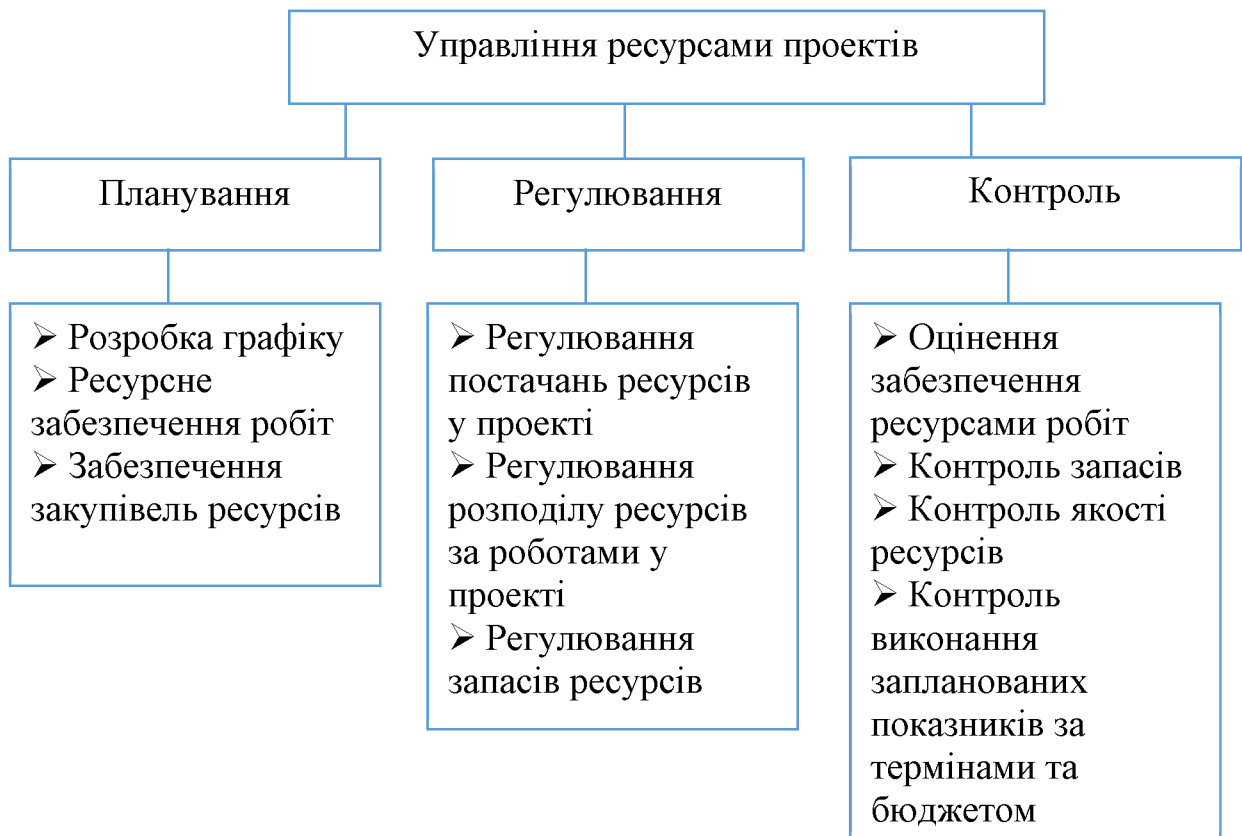 Управління ресурсами проектів
Планування
Регулювання
Контроль
➢ Розробка графіку
➢ Ресурсне
забезпечення робіт
➢ Забезпечення
закупівель ресурсів
➢ Регулювання
постачань ресурсів
у проекті
➢ Регулювання
розподілу ресурсів
за роботами у
проекті
➢ Регулювання
запасів ресурсів
➢ Оцінення
забезпечення
ресурсами робіт
➢ Контроль запасів
➢ Контроль якості
ресурсів
➢ Контроль
виконання
запланованих
показників за
термінами та
бюджетом